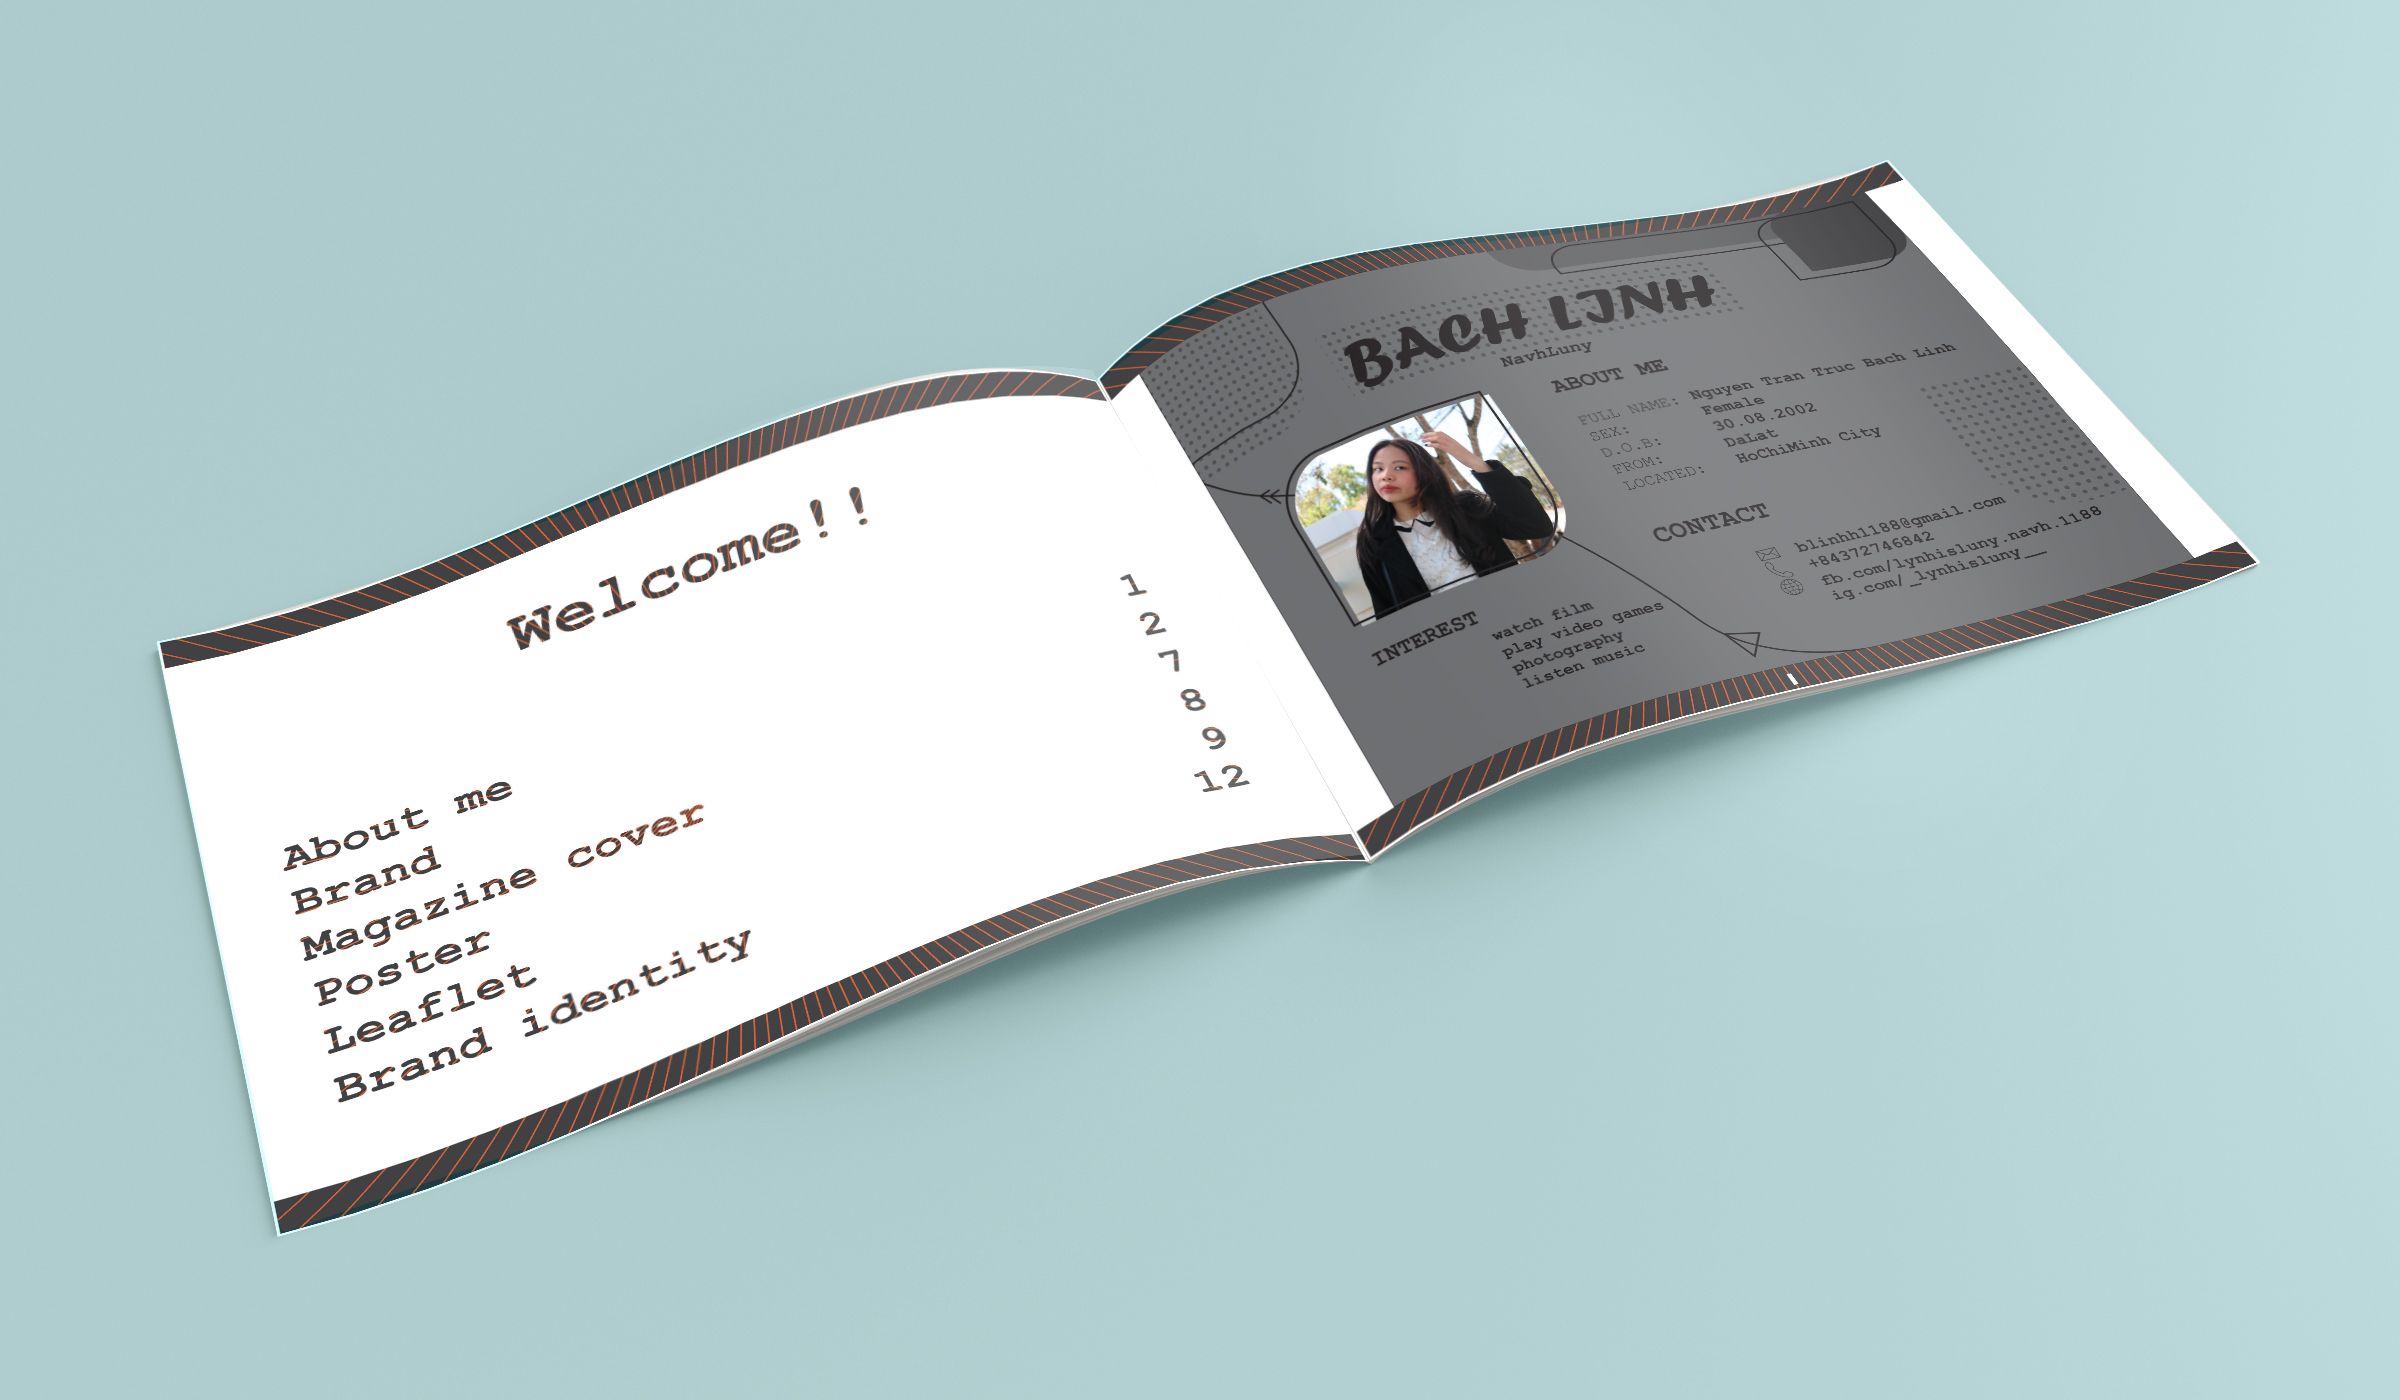 Welcome!!
About me
Brand
Magazine cover
Poster
Leaflet
Brand identity
1
2
7
8
9
12
BACH LINH
NavhLuny
ABOUT ME
FULL NAME: Nguyen Tran Truc Bach Linh
SEX: Female
D.O.B: 30.08.2002
FROM: DaLat
LOCATED: HoChiMinh City
CONTACT
blinhh1188@gmail.com
+84372746842
fb.com/lynhisluny.navh.1188
ig.com/_lynhisluny__
INTEREST
watch film
play video games
photography
listen music